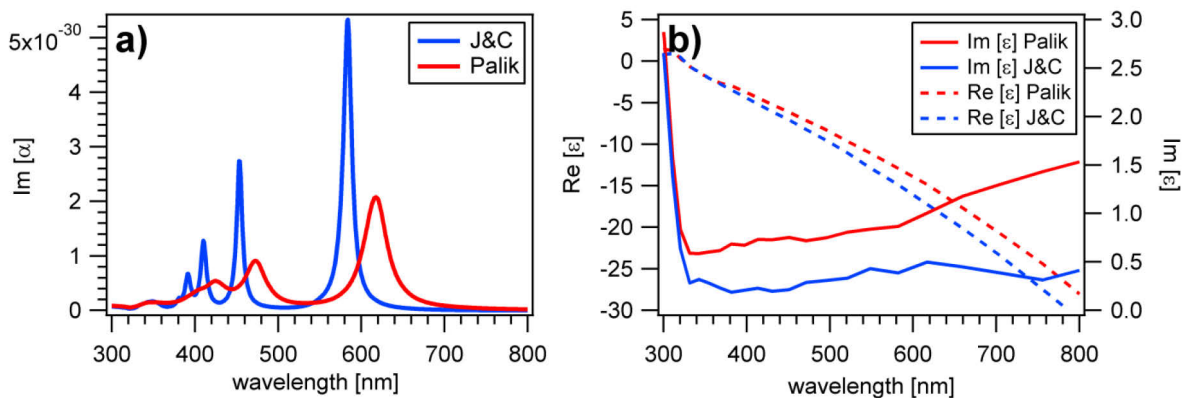 a)
J&C
Palik
5x10⁻³⁰
4
3
2
1
0
Im [α]
300
400
500
600
700
800
wavelength [nm]
b)
Im [ε] Palik
Im [ε] J&C
Re [ε] Palik
Re [ε] J&C
5
0
-5
-10
-15
-20
-25
-30
Re [ε]
3.0
2.5
2.0
1.5
1.0
0.5
0.0
Im [ε]
300
400
500
600
700
800
wavelength [nm]